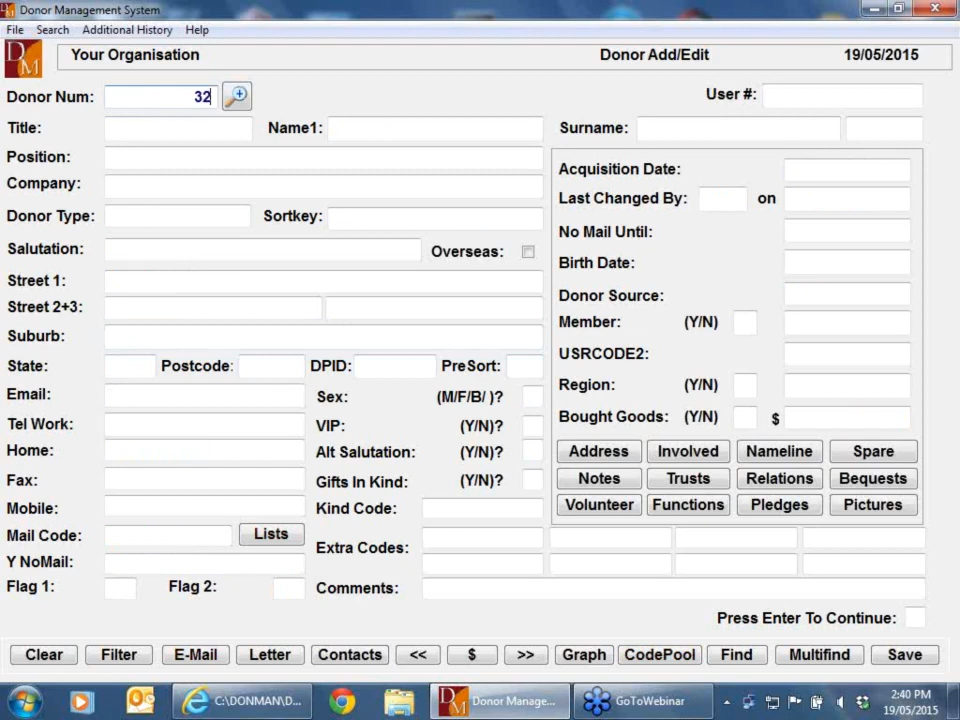 Donor Management System
File Search Additional History Help
DM Your Organisation Donor Add/Edit 19/05/2015
Donor Num: 32 User #:
Title: Name1: Surname:
Position:
Company:
Donor Type: Sortkey:
Salutation: Overseas:
Street 1:
Street 2+3:
Suburb:
State: Postcode: DPID: PreSort:
Email: Sex: (M/F/B/ )?
Tel Work: VIP: (Y/N)?
Home: Alt Salutation: (Y/N)?
Fax: Gifts In Kind: (Y/N)?
Mobile: Kind Code:
Mail Code: Lists
Extra Codes:
Y NoMail:
Flag 1: Flag 2: Comments:
Acquisition Date:
Last Changed By: on
No Mail Until:
Birth Date:
Donor Source:
Member: (Y/N)
USRCODE2:
Region: (Y/N)
Bought Goods: (Y/N) $
Address Involved Nameline Spare
Notes Trusts Relations Bequests
Volunteer Functions Pledges Pictures
Press Enter To Continue:
Clear Filter E-Mail Letter Contacts << $ >> Graph CodePool Find Multifind Save
C:\DONMAN\D... DM Donor Manage... GoToWebinar 2:40 PM
19/05/2015